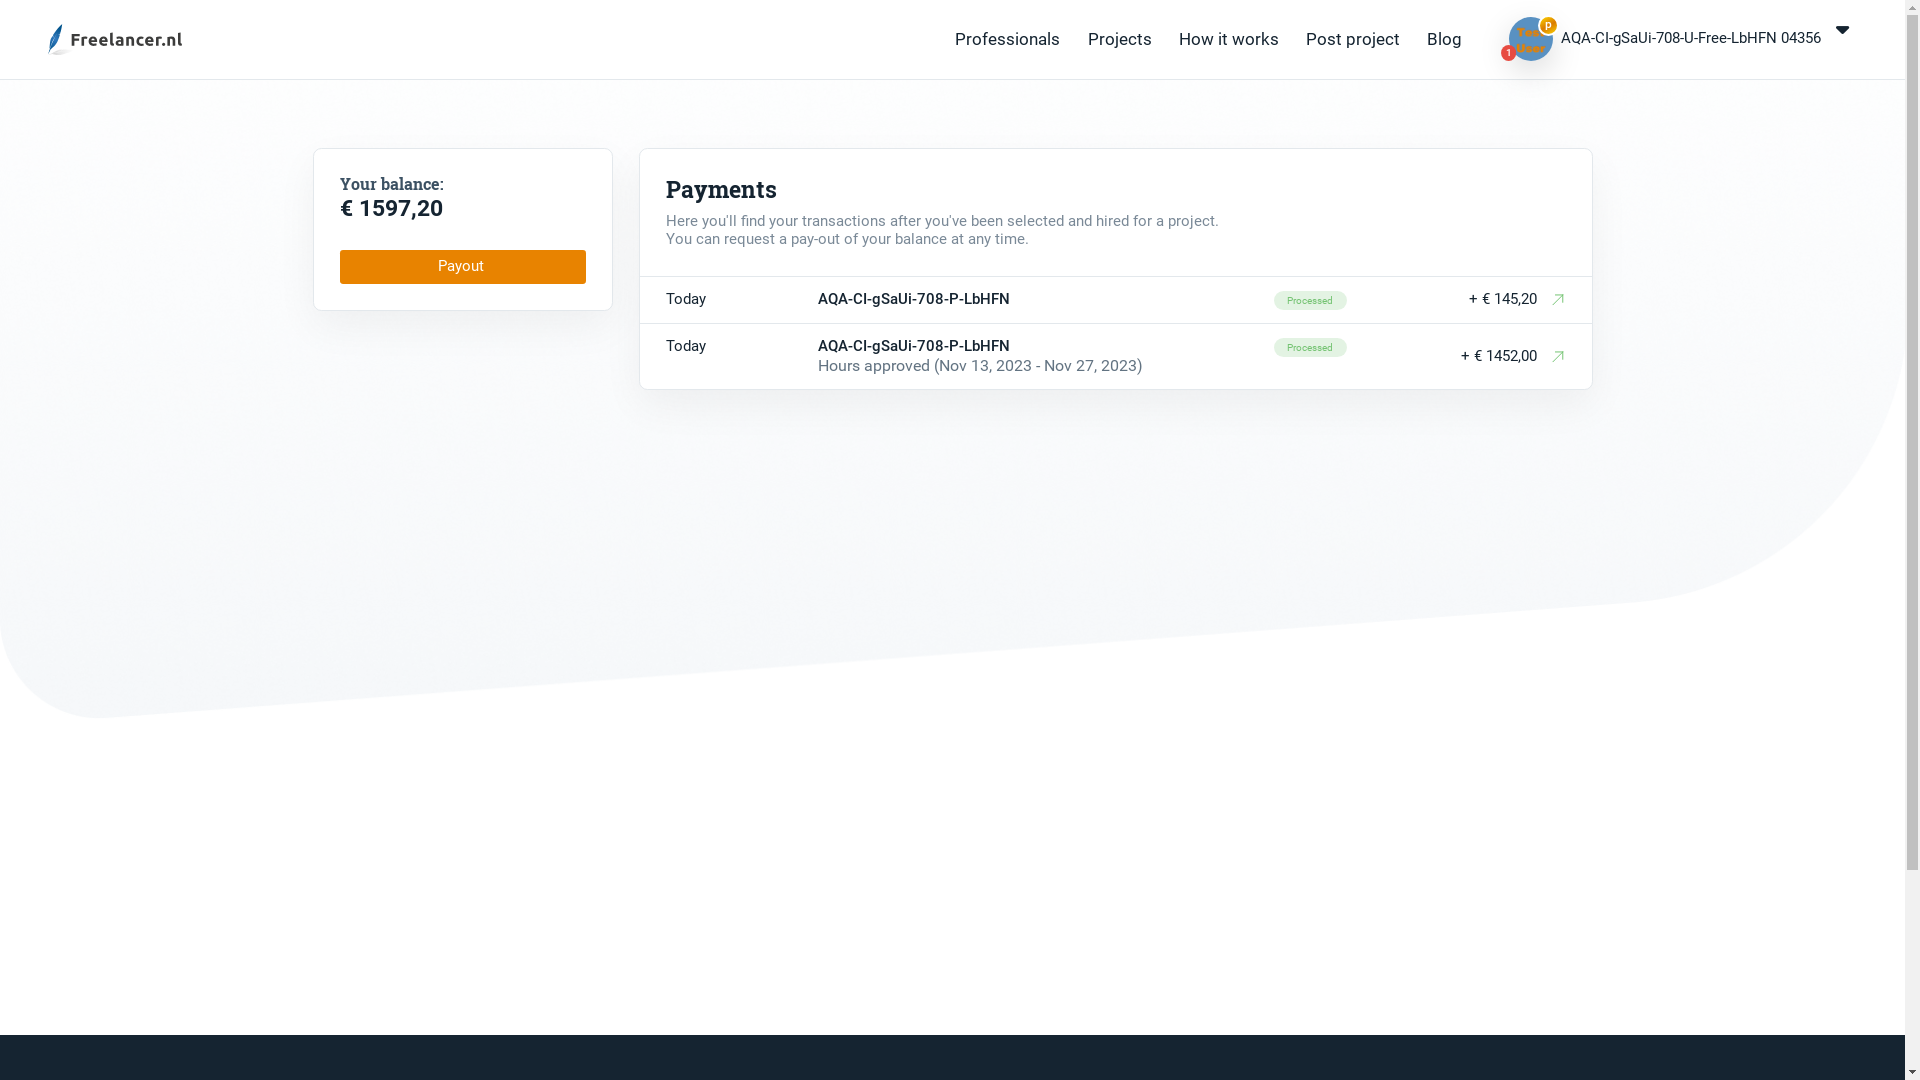 Freelancer.nl
Professionals
Projects
How it works
Post project
Blog
P
User
1
AQA-CI-gSaUi-708-U-Free-LbHFN 04356
Your balance:
€ 1597,20
Payout
Payments
Here you'll find your transactions after you've been selected and hired for a project.
You can request a pay-out of your balance at any time.
Today
AQA-CI-gSaUi-708-P-LbHFN
Processed
+ € 145,20
Today
AQA-CI-gSaUi-708-P-LbHFN
Hours approved (Nov 13, 2023 - Nov 27, 2023)
Processed
+ € 1452,00